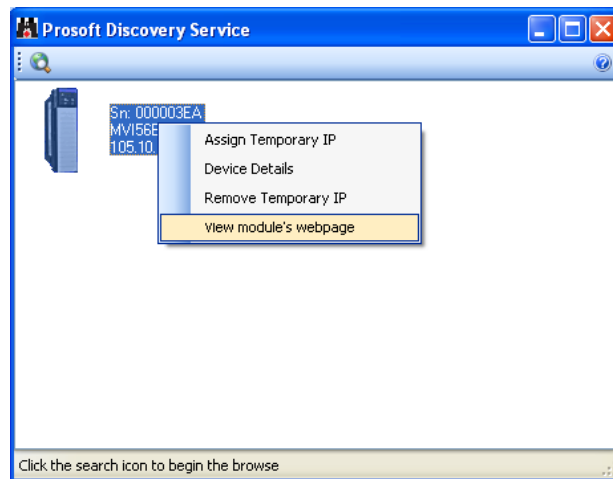 Prosoft Discovery Service
Sn: 000003EA
MVI56E
105.10.
Assign Temporary IP
Device Details
Remove Temporary IP
View module's webpage
Click the search icon to begin the browse